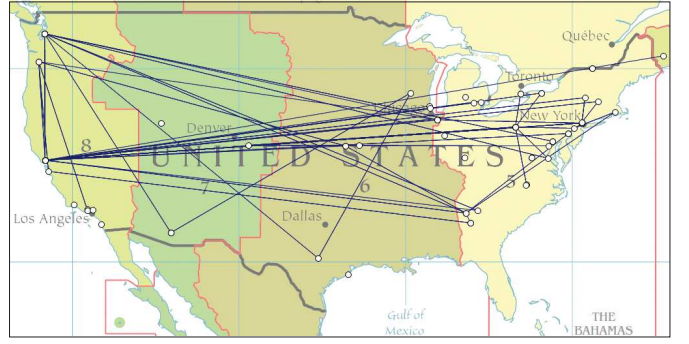 Québec
Toronto
Chicago
New York
Denver
8
UNITED STATES
7
6
5
Los Angeles
Dallas
Gulf of
Mexico
THE
BAHAMAS